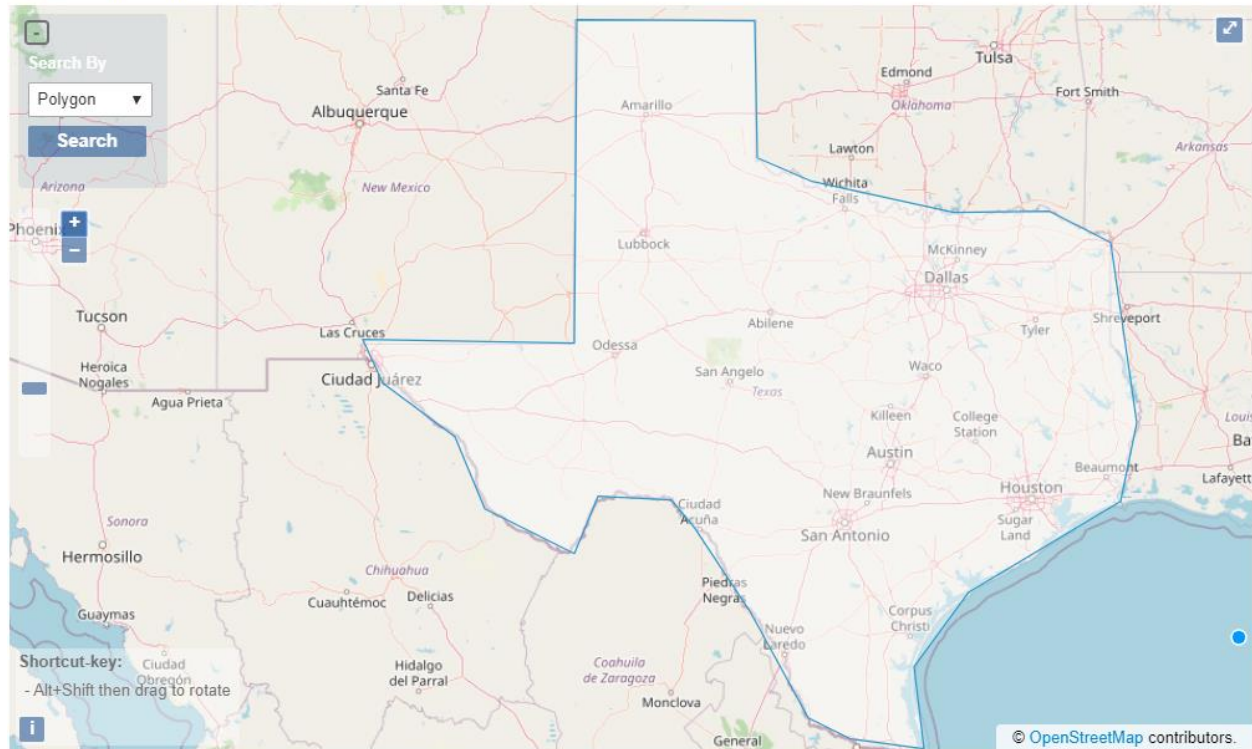 -
Search By
Polygon ▼
Search
+
−
Tulsa
Edmond
Fort Smith
Santa Fe
Amarillo
Oklahoma
Albuquerque
Lawton
Arkansas
Arizona
New Mexico
Wichita
Falls
Phoenix
Lubbock
McKinney
Dallas
Tucson
Las Cruces
Abilene
Tyler
Shreveport
Odessa
Heroica
Nogales
Ciudad Juárez
San Angelo
Texas
Waco
Agua Prieta
Killeen
College
Station
Louis
Ba
Austin
Beaumont
Lafayet
New Braunfels
Houston
Ciudad
Acuña
Sonora
San Antonio
Sugar
Land
Hermosillo
Chihuahua
Piedras
Negras
Cuauhtémoc
Delicias
Guaymas
Corpus
Christi
Nuevo
Laredo
Shortcut-key:
Ciudad
Obregón
- Alt+Shift then drag to rotate
Hidalgo
del Parral
Coahuila
de Zaragoza
Monclova
i
General
© OpenStreetMap contributors.